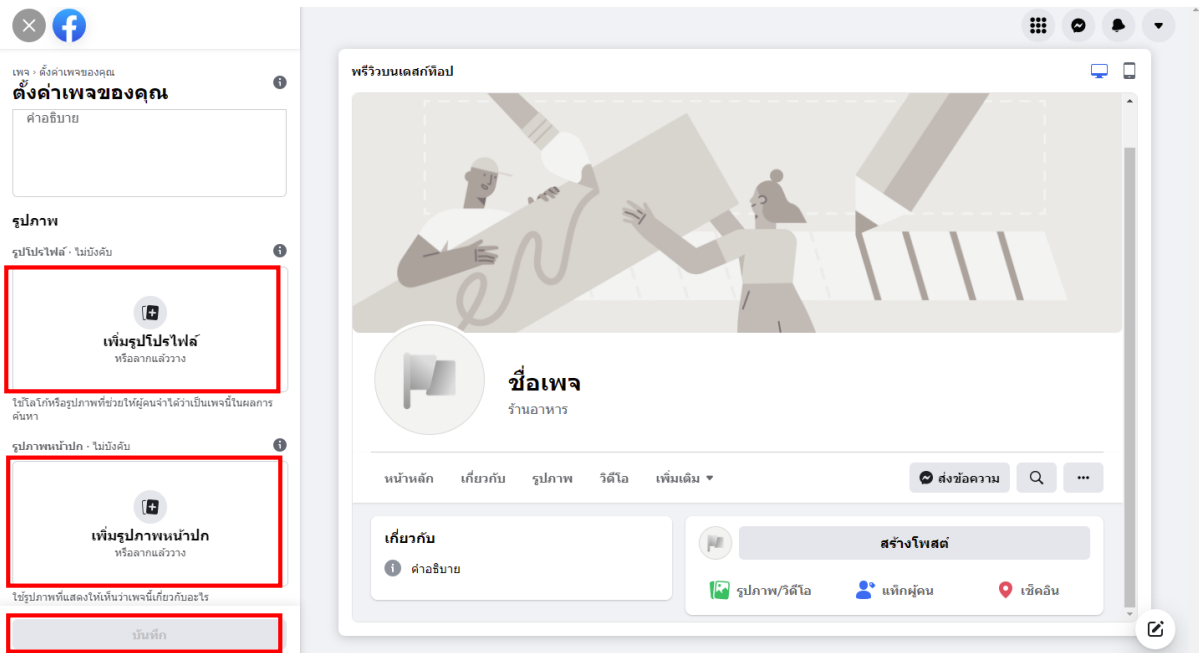 เพจ › ตั้งค่าเพจของคุณ
ตั้งค่าเพจของคุณ
คำอธิบาย
รูปภาพ
รูปโปรไฟล์ · ไม่บังคับ
เพิ่มรูปโปรไฟล์
หรือลากแล้ววาง
ใช้โลโก้หรือรูปภาพที่ช่วยให้ผู้คนจำได้ว่าเป็นเพจนี้ในผลการ
ค้นหา
รูปภาพหน้าปก · ไม่บังคับ
เพิ่มรูปภาพหน้าปก
หรือลากแล้ววาง
ใช้รูปภาพที่แสดงให้เห็นว่าเพจนี้เกี่ยวกับอะไร
บันทึก
พรีวิวบนเดสก์ท็อป
ชื่อเพจ
ร้านอาหาร
หน้าหลัก เกี่ยวกับ รูปภาพ วิดีโอ เพิ่มเติม ส่งข้อความ
เกี่ยวกับ
คำอธิบาย
สร้างโพสต์
รูปภาพ/วิดีโอ แท็กผู้คน เช็คอิน